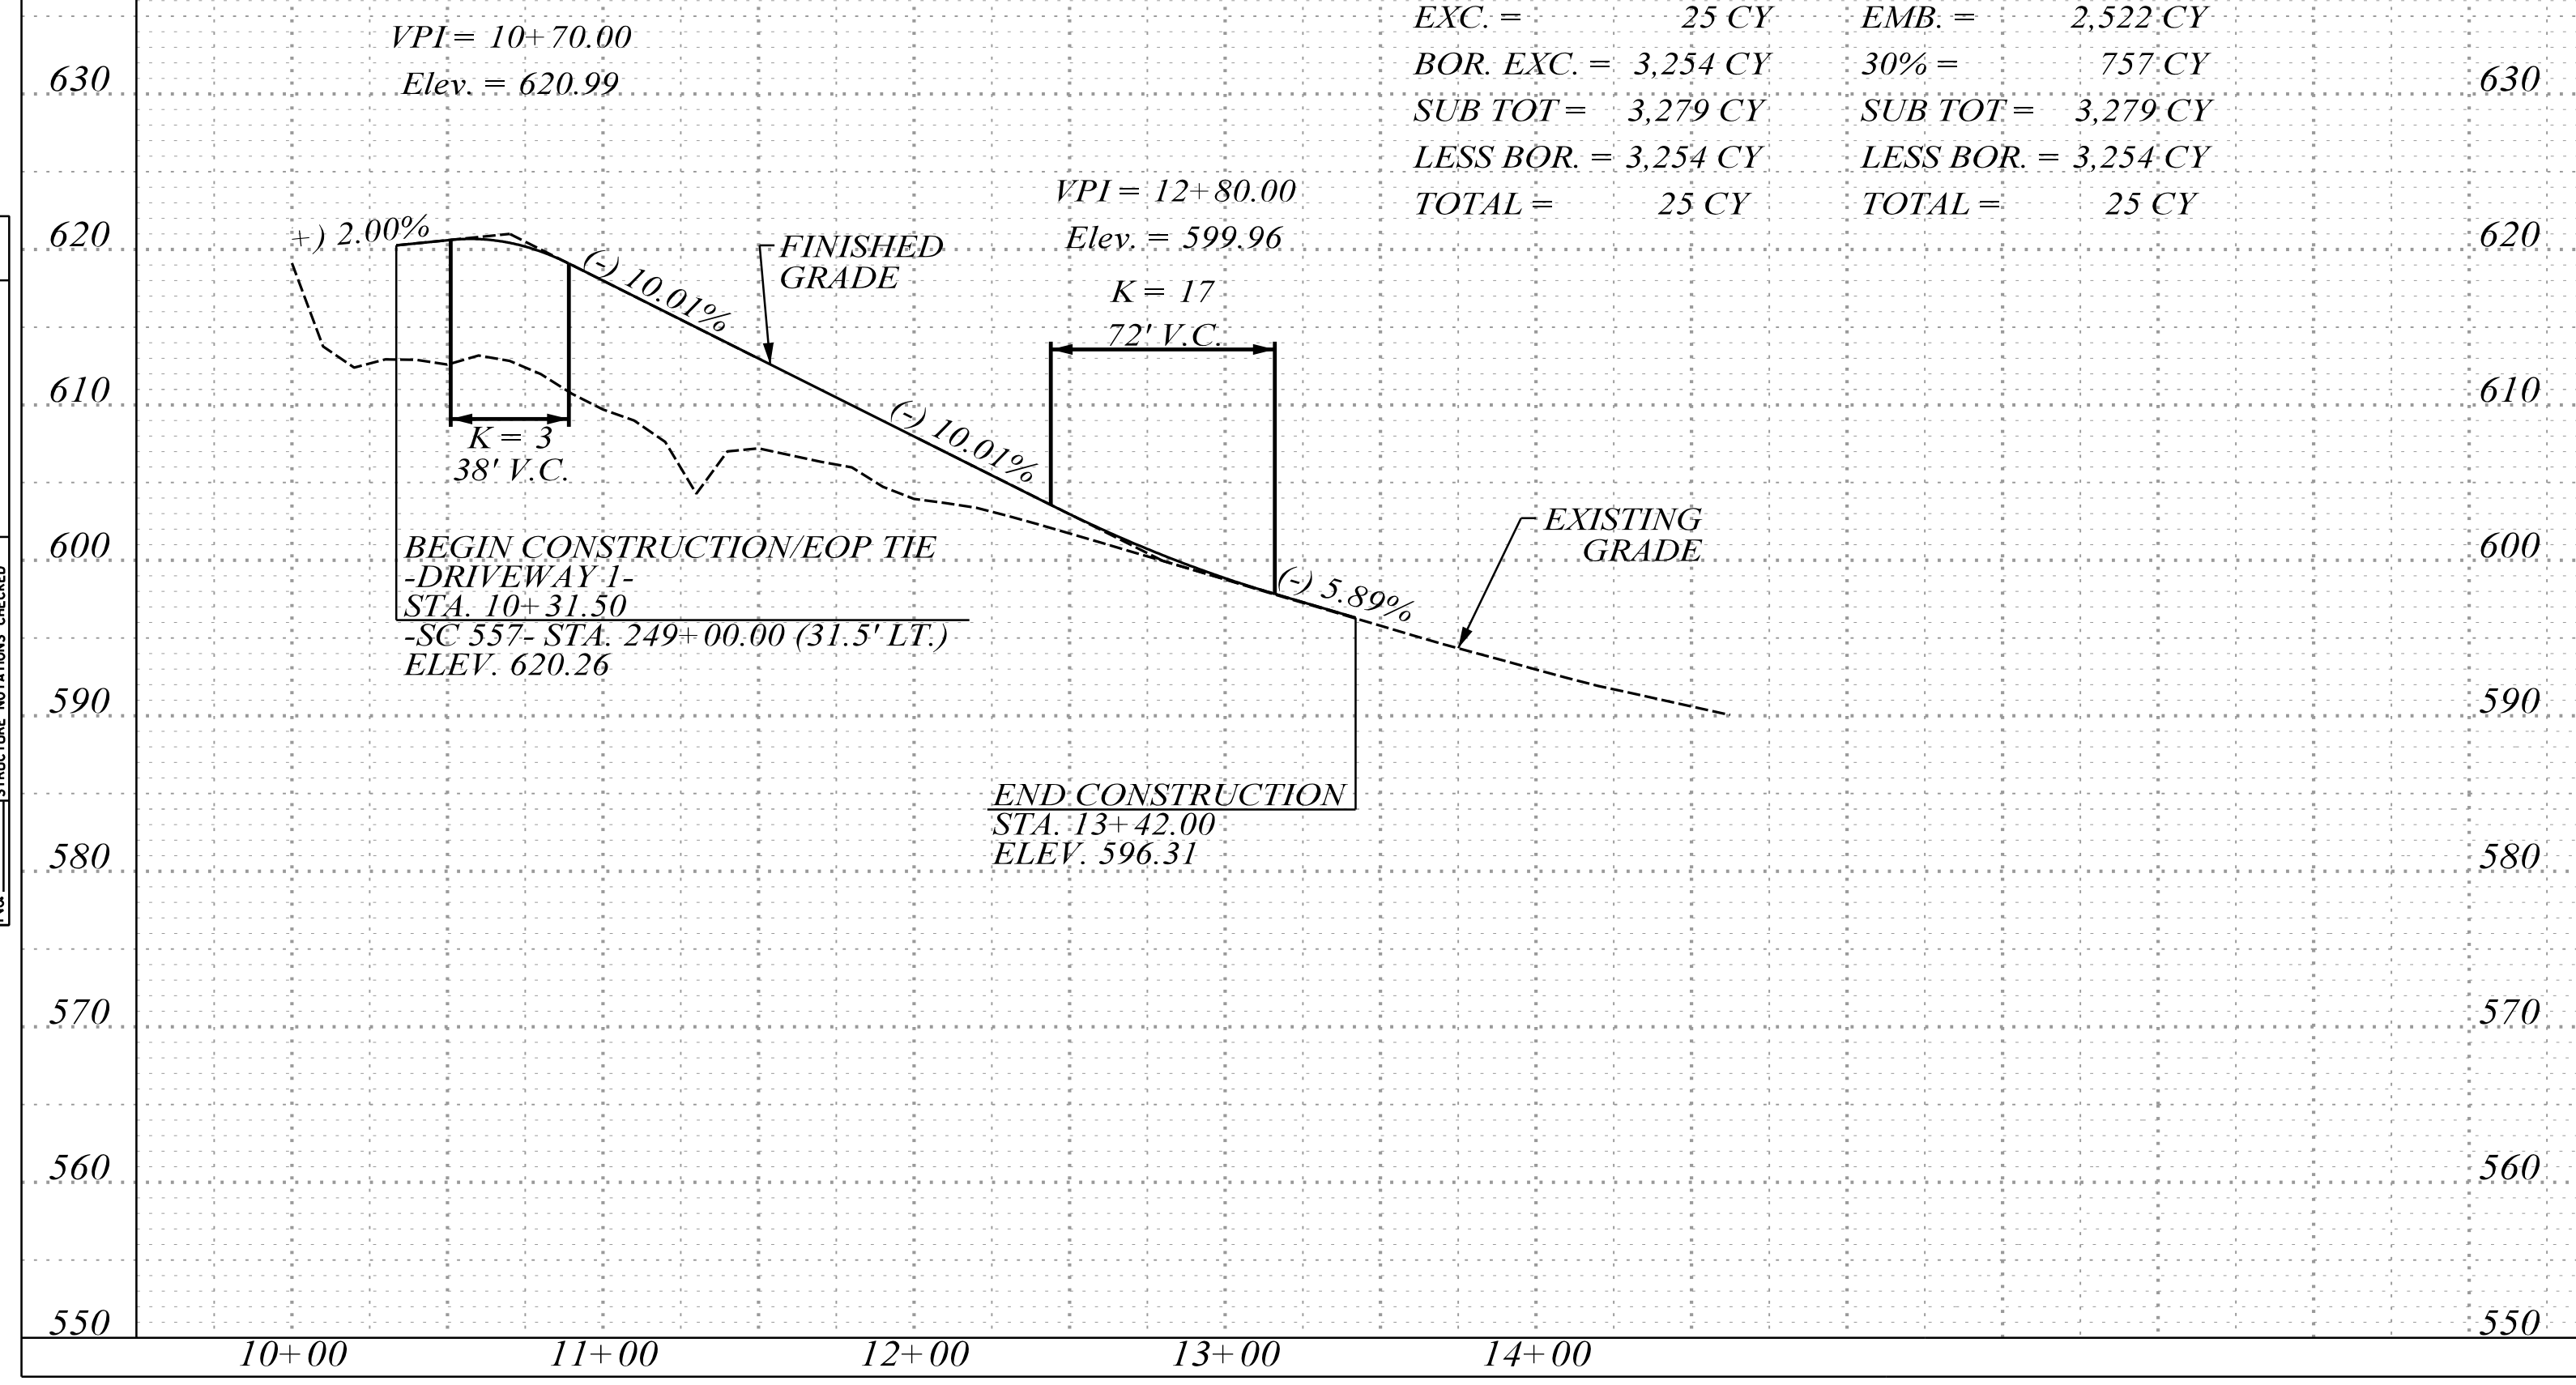 EXC. = 25 CY EMB. = 2,522 CY
VPI = 10+70.00
BOR. EXC. = 3,254 CY 30% = 757 CY
630 Elev. = 620.99 630
SUB TOT = 3,279 CY SUB TOT = 3,279 CY
LESS BOR. = 3,254 CY LESS BOR. = 3,254 CY
VPI = 12+80.00
TOTAL = 25 CY TOTAL = 25 CY
620 +) 2.00% Elev. = 599.96 620
FINISHED
GRADE
(-) 10.01%
K = 17
72' V.C.
610 610
(-) 10.01%
K = 3
38' V.C.
EXISTING
GRADE
600 600
BEGIN CONSTRUCTION/EOP TIE
-DRIVEWAY 1-
STA. 10+31.50
-SC 557- STA. 249+00.00 (31.5' LT.)
ELEV. 620.26
(-) 5.89%
STRUCTURE NOTATIONS CHECKED
590 590
END CONSTRUCTION
STA. 13+42.00
ELEV. 596.31
580 580
570 570
560 560
550 550
10+00 11+00 12+00 13+00 14+00